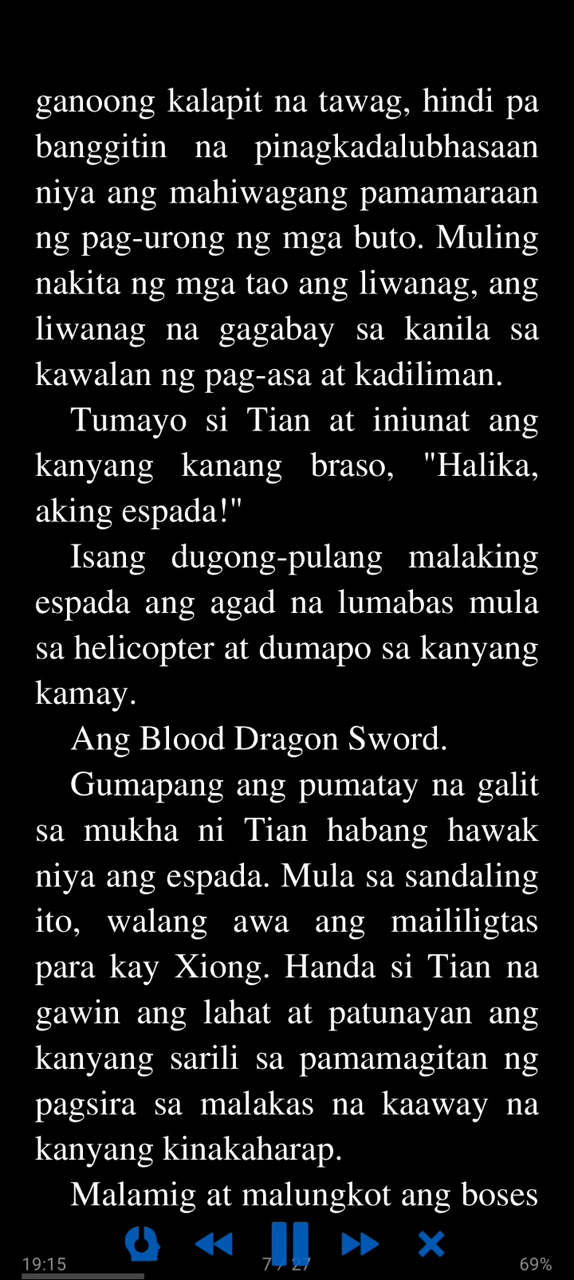 ganoong kalapit na tawag, hindi pa
banggitin na pinagkadalubhasaan
niya ang mahiwagang pamamaraan
ng pag-urong ng mga buto. Muling
nakita ng mga tao ang liwanag, ang
liwanag na gagabay sa kanila sa
kawalan ng pag-asa at kadiliman.
Tumayo si Tian at iniunat ang
kanyang kanang braso, "Halika,
aking espada!"
Isang dugong-pulang malaking
espada ang agad na lumabas mula
sa helicopter at dumapo sa kanyang
kamay.
Ang Blood Dragon Sword.
Gumapang ang pumatay na galit
sa mukha ni Tian habang hawak
niya ang espada. Mula sa sandaling
ito, walang awa ang maililigtas
para kay Xiong. Handa si Tian na
gawin ang lahat at patunayan ang
kanyang sarili sa pamamagitan ng
pagsira sa malakas na kaaway na
kanyang kinakaharap.
Malamig at malungkot ang boses
19:15 7 / 27 69%